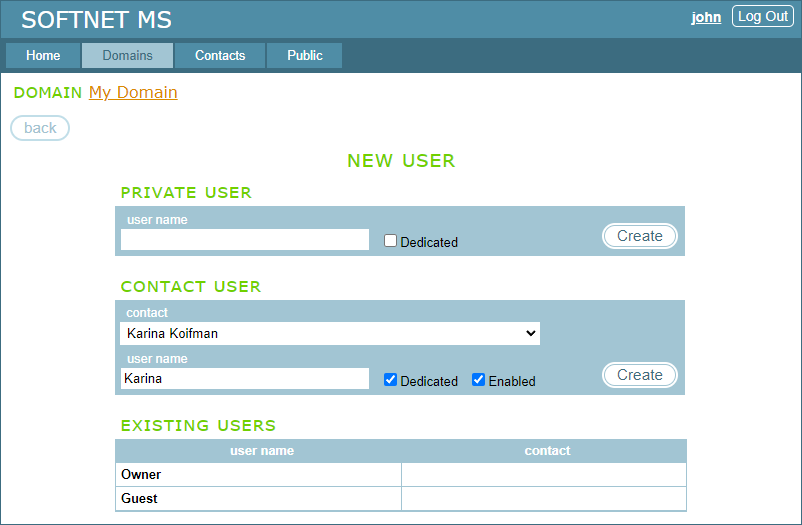 SOFTNET MS
john Log Out
Home Domains Contacts Public
DOMAIN My Domain
back
NEW USER
PRIVATE USER
user name
Dedicated Create
CONTACT USER
contact
Karina Koifman
user name
Karina Dedicated Enabled Create
EXISTING USERS
user name contact
Owner
Guest